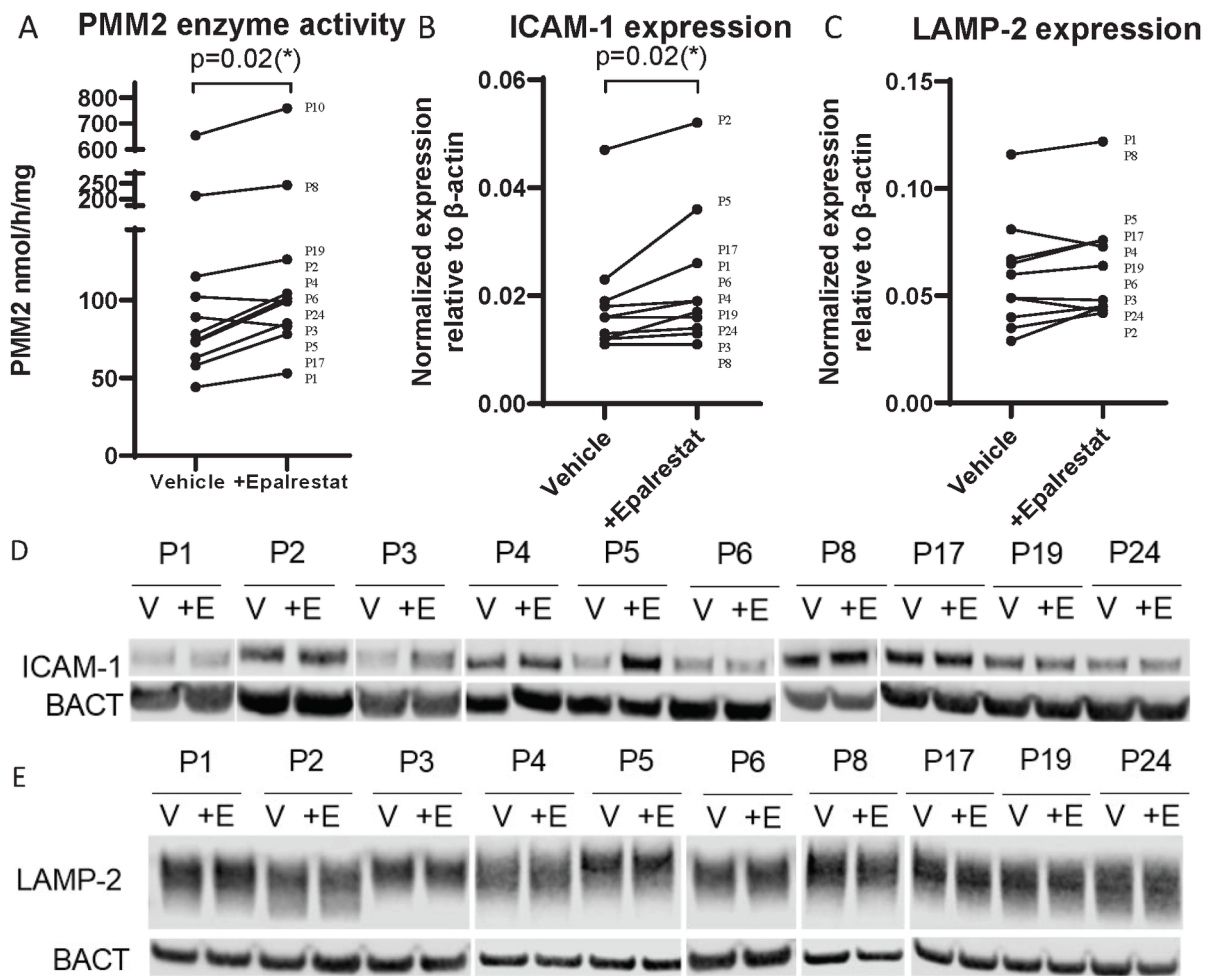 A PMM2 enzyme activity
p=0.02(*)
PMM2 nmol/h/mg
800
700
600
250
200
100
50
0
P10
P8
P19
P2
P4
P6
P24
P3
P5
P17
P1
Vehicle +Epalrestat
B ICAM-1 expression
p=0.02(*)
Normalized expression
relative to β-actin
0.06
0.04
0.02
0.00
P2
P5
P17
P1
P6
P4
P19
P24
P3
P8
Vehicle
+Epalrestat
C LAMP-2 expression
Normalized expression
relative to β-actin
0.15
0.10
0.05
0.00
P1
P8
P5
P17
P4
P19
P6
P3
P24
P2
Vehicle
+Epalrestat
D P1 P2 P3 P4 P5 P6 P8 P17 P19 P24
V +E V +E V +E V +E V +E V +E V +E V +E V +E V +E
ICAM-1
BACT
E P1 P2 P3 P4 P5 P6 P8 P17 P19 P24
V +E V +E V +E V +E V +E V +E V +E V +E V +E V +E
LAMP-2
BACT